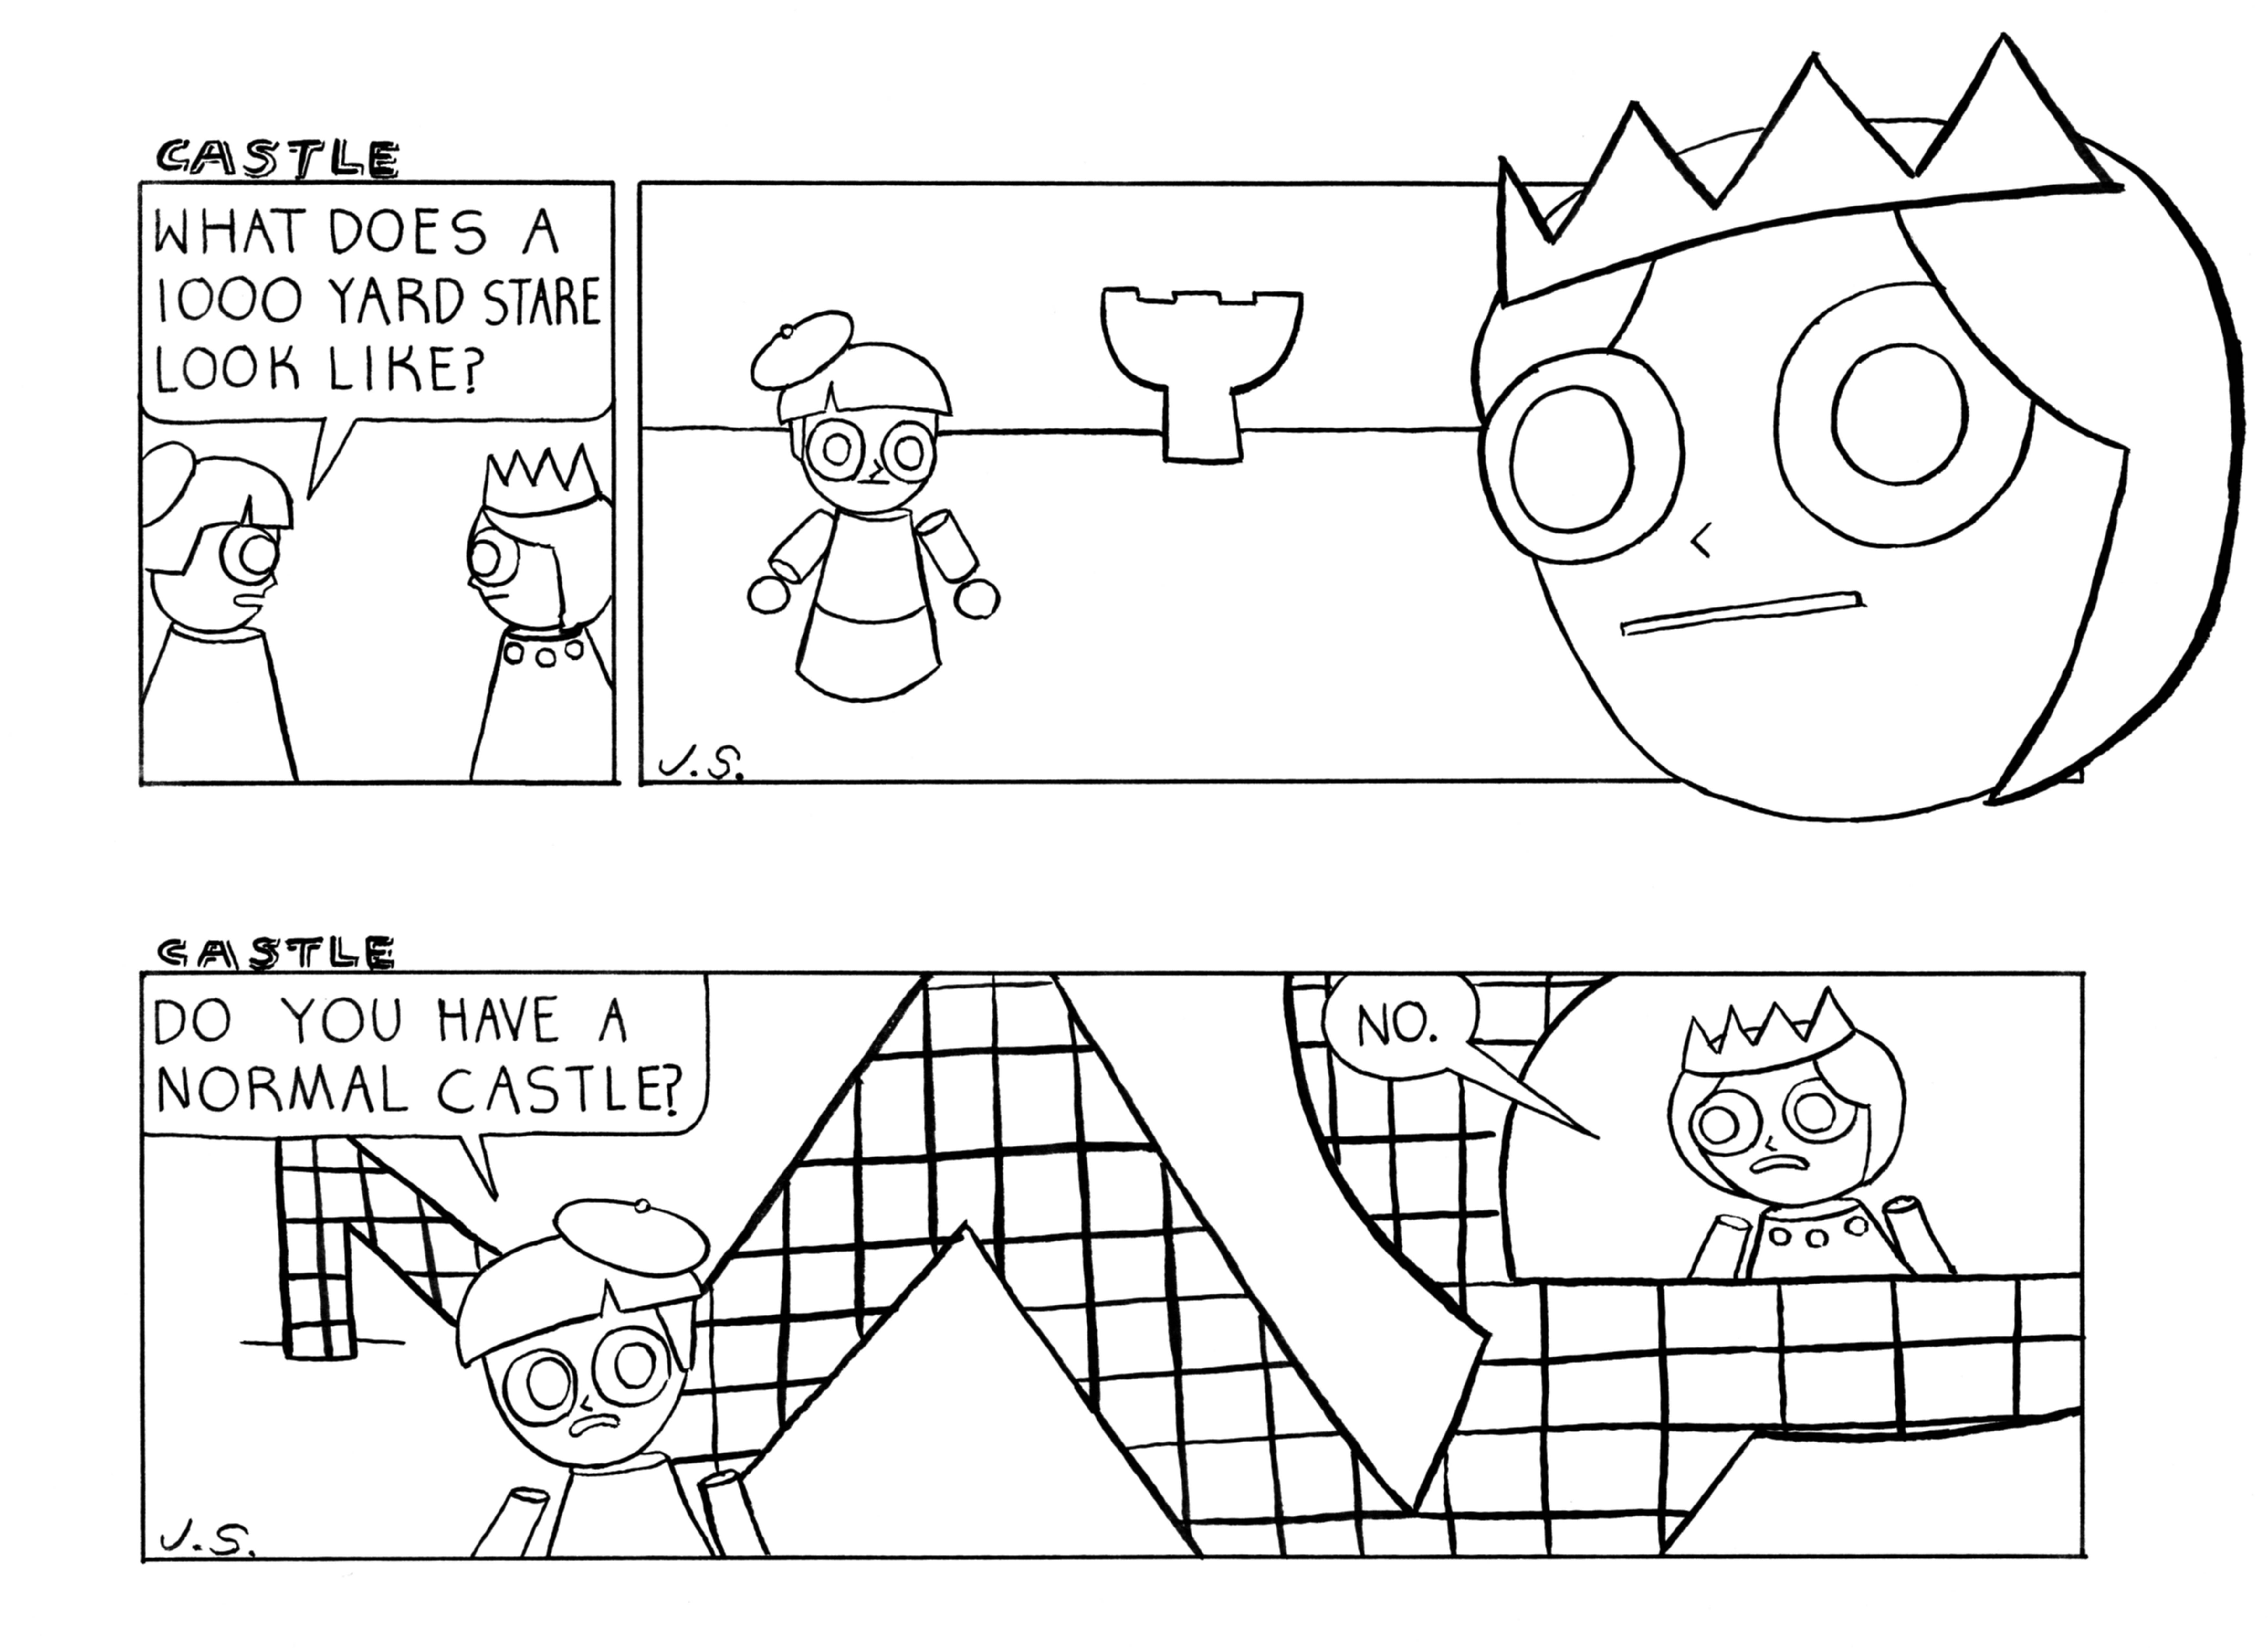 CASTLE
WHAT DOES A
1000 YARD STARE
LOOK LIKE?
J.S.
CASTLE
DO YOU HAVE A
NORMAL CASTLE?
NO.
J.S.